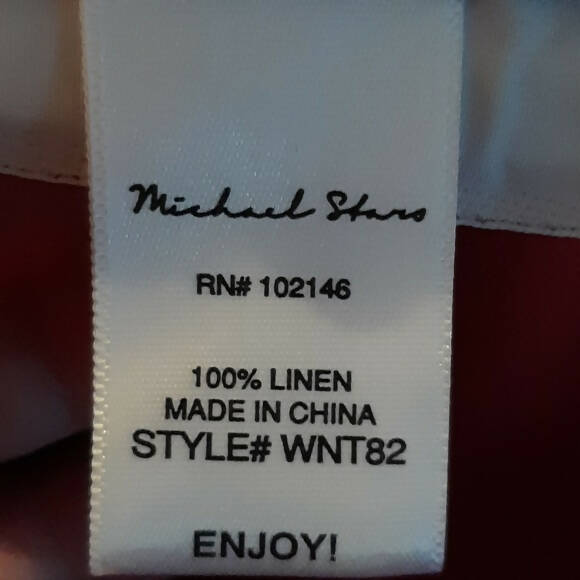 Michael Stars
RN# 102146
100% LINEN
MADE IN CHINA
STYLE# WNT82
ENJOY!